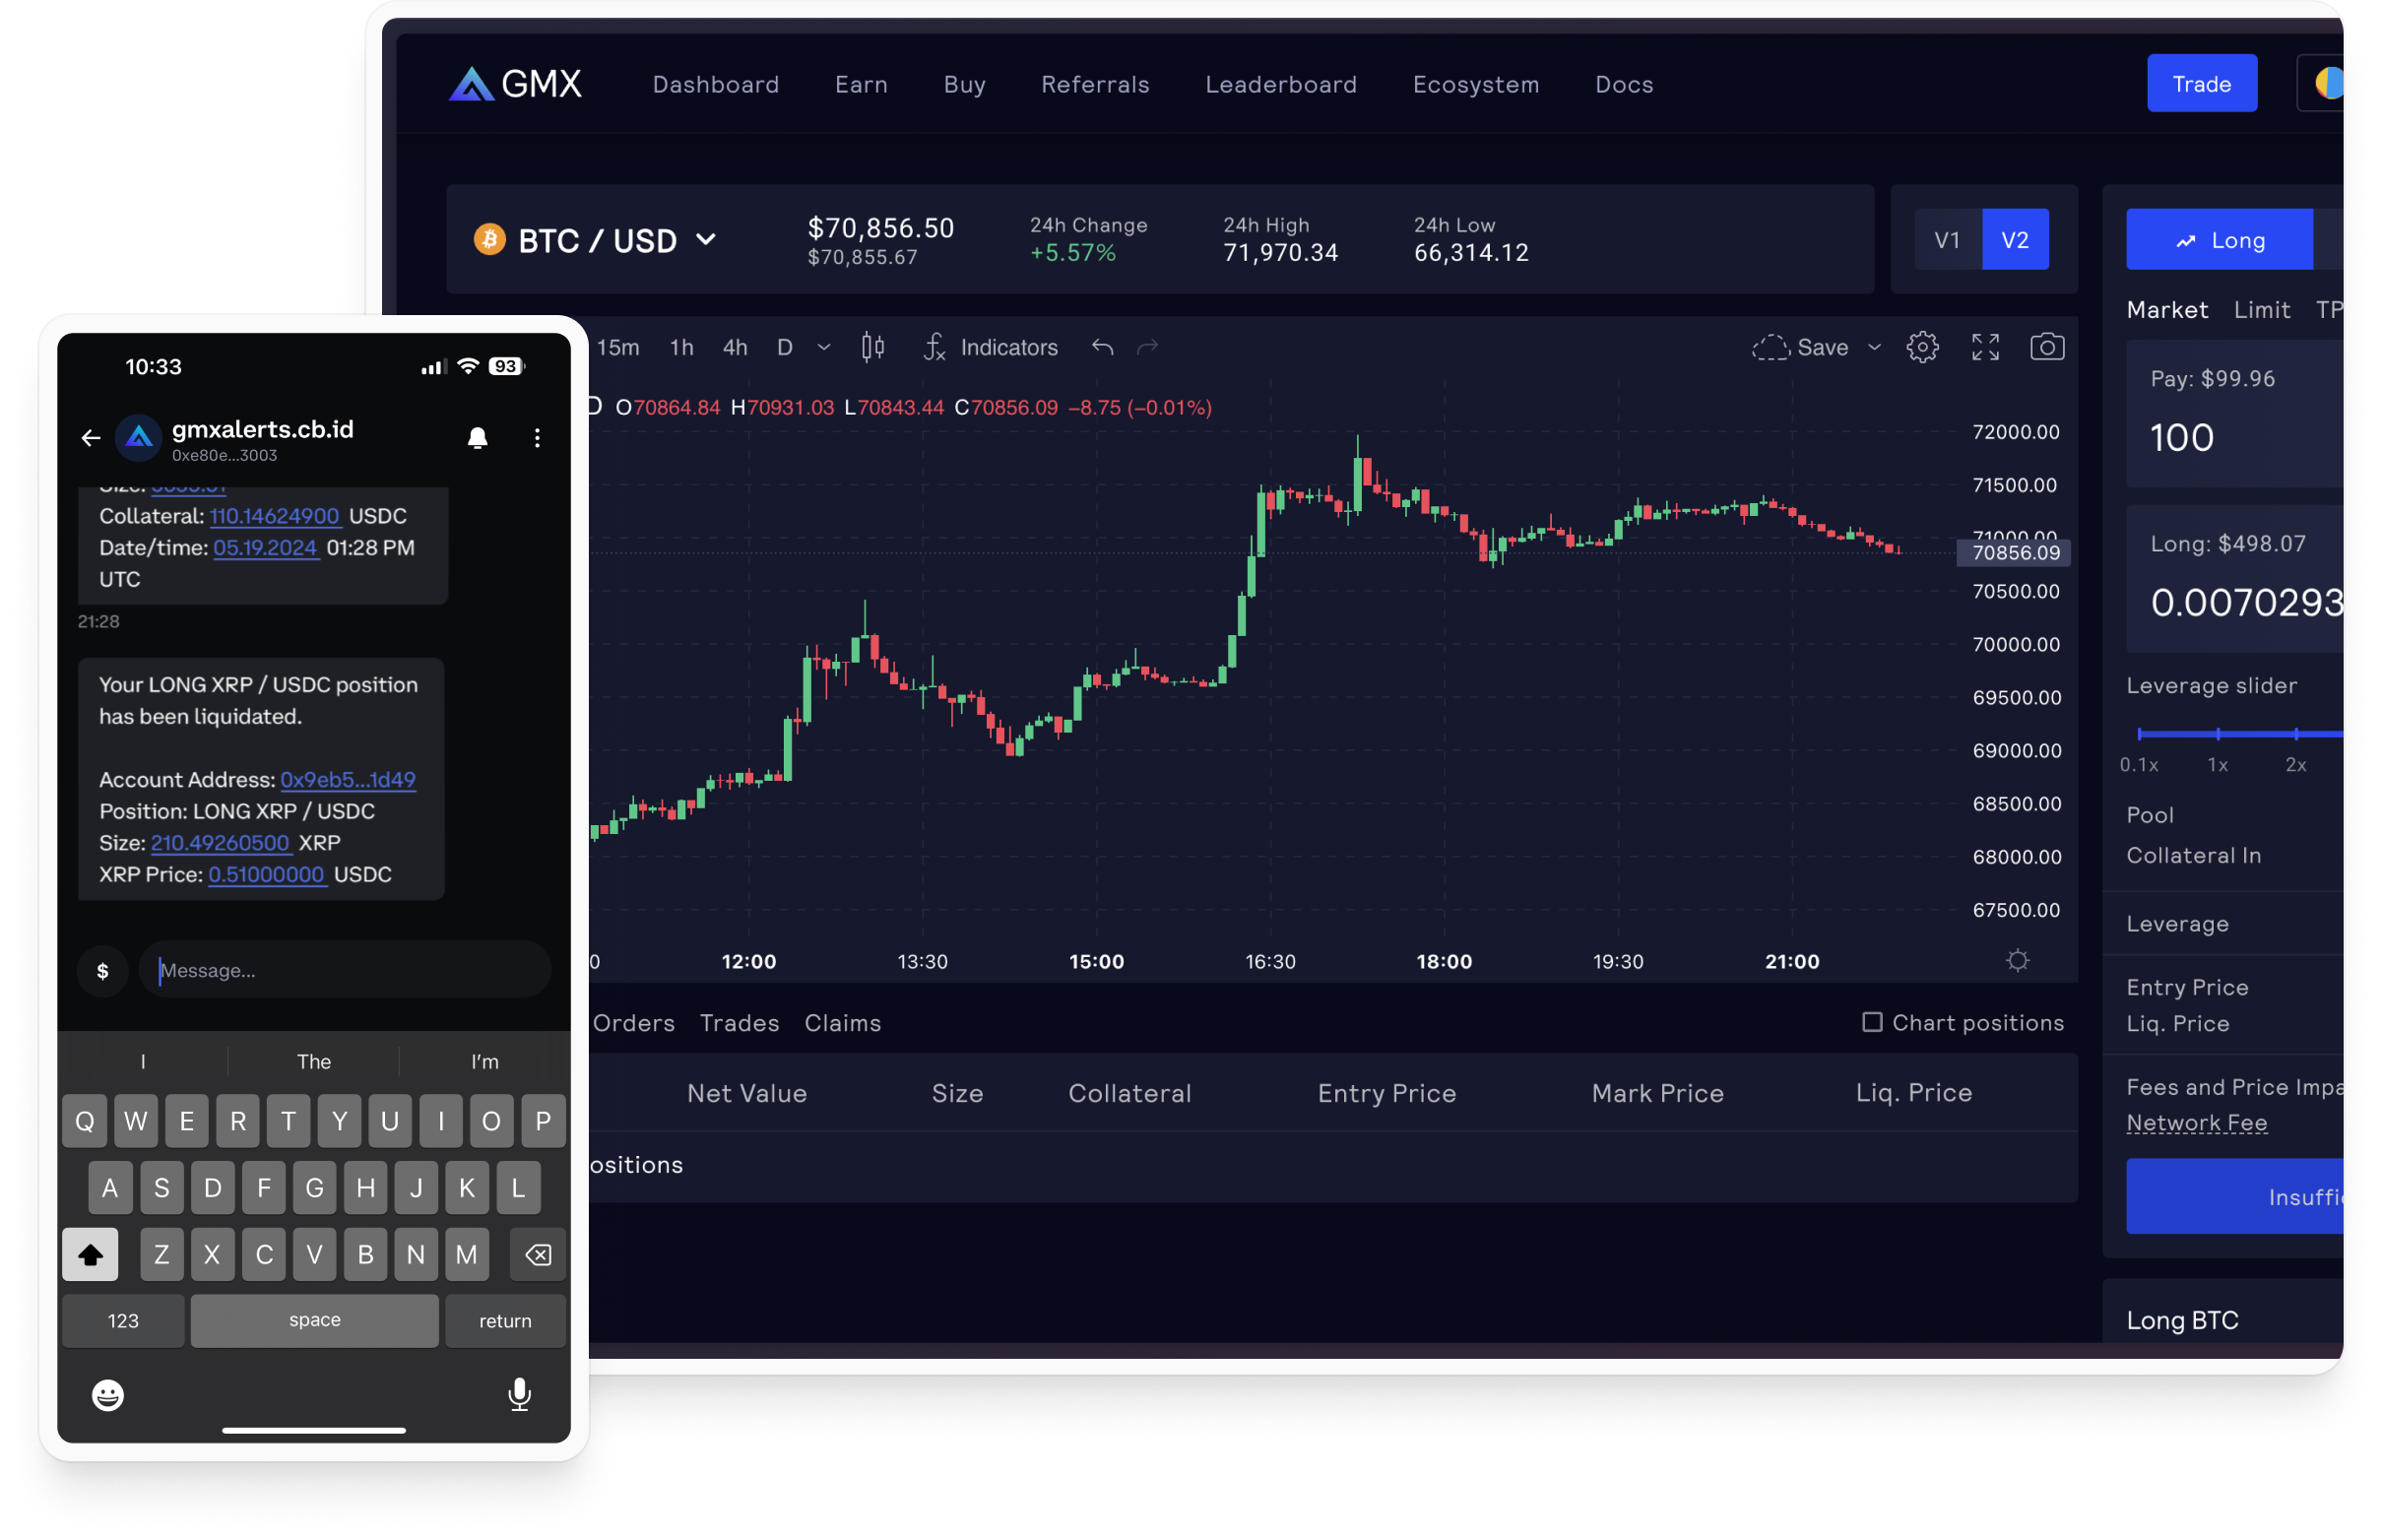 GMX
Dashboard
Earn
Buy
Referrals
Leaderboard
Ecosystem
Docs
Trade
BTC / USD
$70,856.50
$70,855.67
24h Change
+5.57%
24h High
71,970.34
24h Low
66,314.12
V1
V2
Long
Market Limit TP
Pay: $99.96
100
Long: $498.07
0.0070293
Leverage slider
0.1x 1x 2x
Pool
Collateral In
Leverage
Entry Price
Liq. Price
Fees and Price Impa
Network Fee
Insuffi
Long BTC
15m 1h 4h D
Indicators
Save
O70864.84 H70931.03 L70843.44 C70856.09 −8.75 (−0.01%)
72000.00
71500.00
71000.00
70856.09
70500.00
70000.00
69500.00
69000.00
68500.00
68000.00
67500.00
0 12:00 13:30 15:00 16:30 18:00 19:30 21:00
Orders Trades Claims
Chart positions
Net Value Size Collateral Entry Price Mark Price Liq. Price
ositions
10:33
93
gmxalerts.cb.id
0xe80e...3003
Collateral: 110.14624900 USDC
Date/time: 05.19.2024 01:28 PM
UTC
21:28
Your LONG XRP / USDC position
has been liquidated.
Account Address: 0x9eb5...1d49
Position: LONG XRP / USDC
Size: 210.49260500 XRP
XRP Price: 0.51000000 USDC
$
Message...
I The I'm
Q W E R T Y U I O P
A S D F G H J K L
Z X C V B N M
123 space return